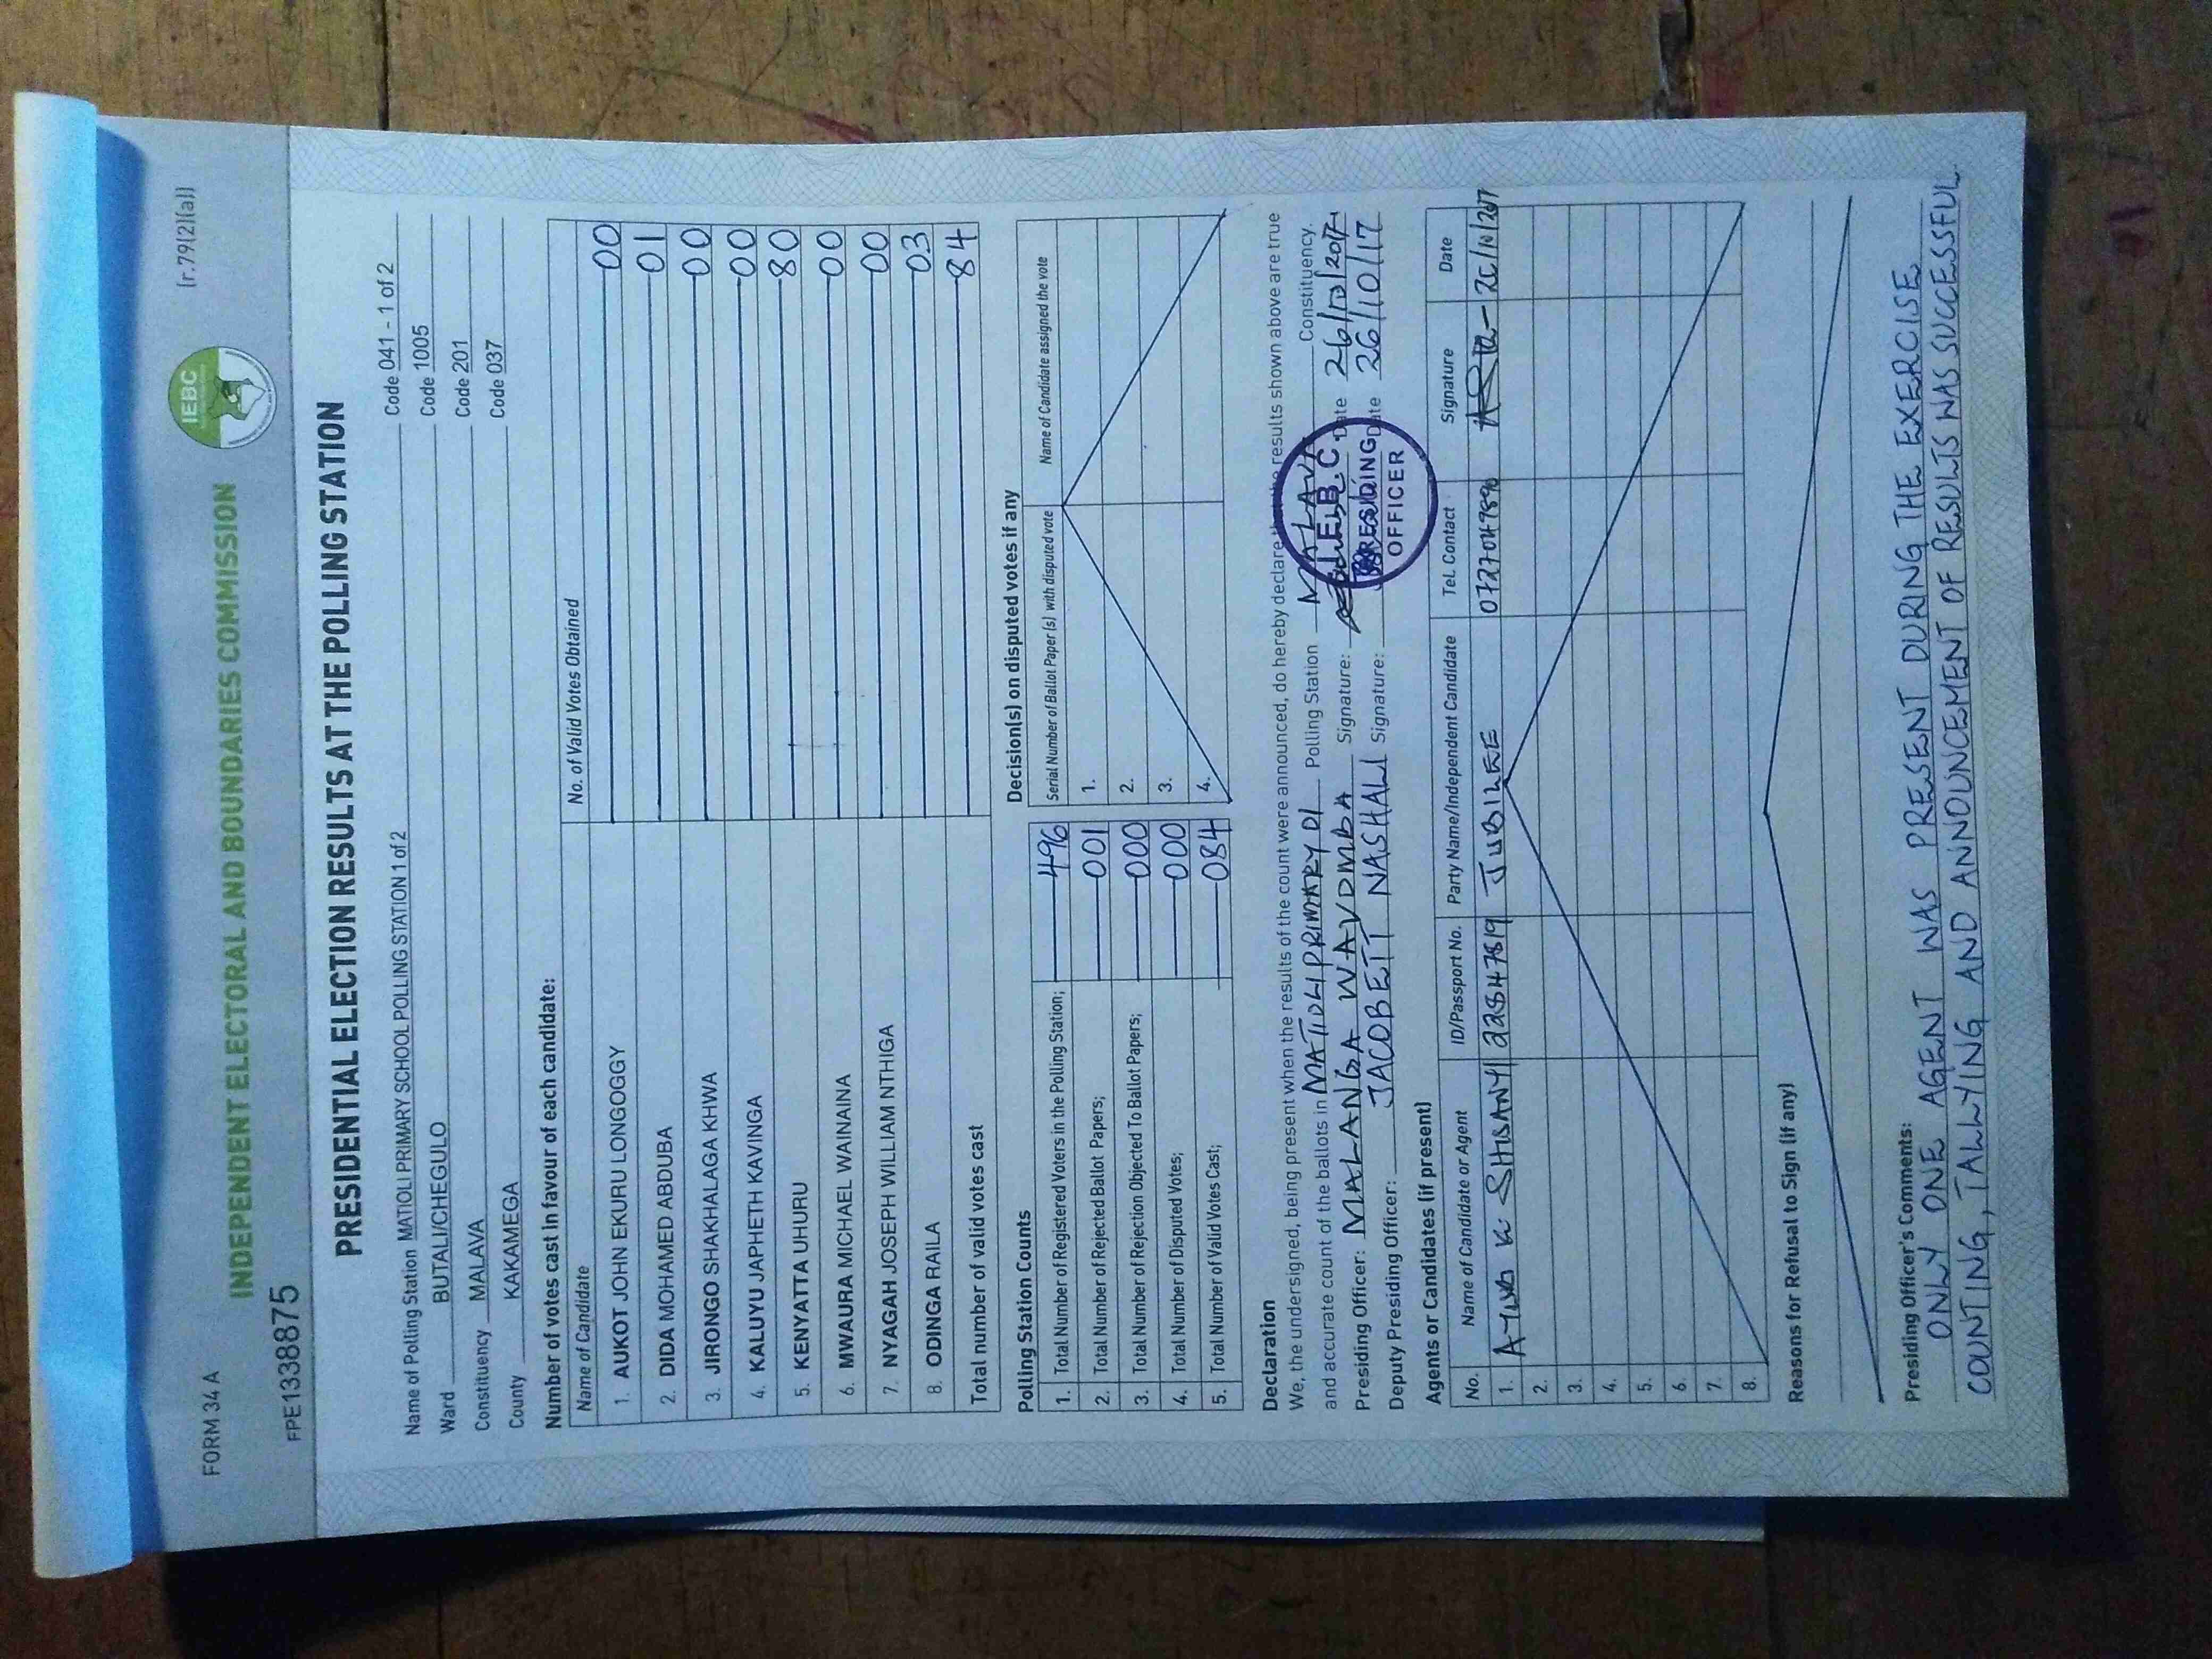 FORM 34 A
IEBC
[r.79(2)(a)]
INDEPENDENT ELECTORAL AND BOUNDARIES COMMISSION
FPE1338875
PRESIDENTIAL ELECTION RESULTS AT THE POLLING STATION
Name of Polling Station MATIOLI PRIMARY SCHOOL POLLING STATION 1 of 2 Code 041 - 1 of 2
Ward BUTALI/CHEGULO Code 1005
Constituency MALAVA Code 201
County KAKAMEGA Code 037
Number of votes cast in favour of each candidate:
Name of Candidate No. of Valid Votes Obtained
1. AUKOT JOHN EKURU LONGOGGY 00
2. DIDA MOHAMED ABDUBA 01
3. JIRONGO SHAKHALAGA KHWA 00
4. KALUYU JAPHETH KAVINGA 00
5. KENYATTA UHURU 80
6. MWAURA MICHAEL WAINAINA 00
7. NYAGAH JOSEPH WILLIAM NTHIGA 00
8. ODINGA RAILA 03
Total number of valid votes cast 84
Polling Station Counts
1. Total Number of Registered Voters in the Polling Station; 496
2. Total Number of Rejected Ballot Papers; 001
3. Total Number of Rejection Objected To Ballot Papers; 000
4. Total Number of Disputed Votes; 000
5. Total Number of Valid Votes Cast; 084
Decision(s) on disputed votes if any
Serial Number of Ballot Paper (s) with disputed vote Name of Candidate assigned the vote
1.
2.
3.
4.
Declaration
We, the undersigned, being present when the results of the count were announced, do hereby declare that the results shown above are true
and accurate count of the ballots in MATIOLI PRIMARY 01 Polling Station MALAVA Constituency.
Presiding Officer: MALANGA WAVOMBA Signature: Date 26/10/2017
Deputy Presiding Officer: JACOBETT NASHALI Signature: Date 26/10/17
I.E.B.C.
PRESIDING
OFFICER
Agents or Candidates (if present)
No. Name of Candidate or Agent ID/Passport No. Party Name/Independent Candidate Tel. Contact Signature Date
1. K. 22547819 JUBILEE 0727049890 26/10/2017
2.
3.
4.
5.
6.
7.
8.
Reasons for Refusal to Sign (if any)
Presiding Officer's Comments:
ONLY ONE AGENT WAS PRESENT DURING THE EXERCISE.
COUNTING, TALLYING AND ANNOUNCEMENT OF RESULTS WAS SUCCESSFUL